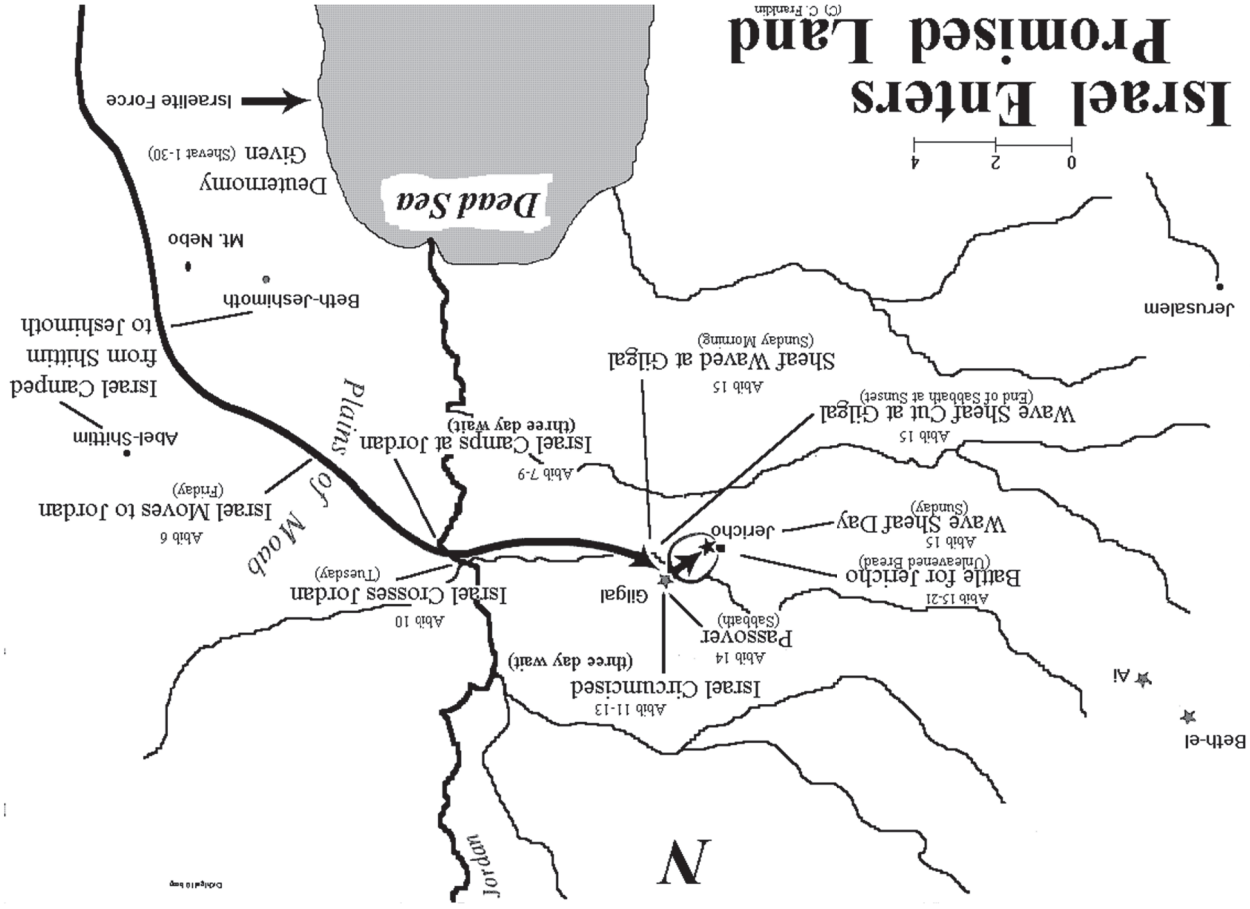 N
Jordan
Beth-el
Ai
Abib 11-13
Israel Circumcised
(three day wait)
Abib 14
Passover
(Sabbath)
Gilgal
Abib 10
Israel Crosses Jordan
(Tuesday)
Abib 15-21
Battle for Jericho
(Unleavened Bread)
Abib 15
Wave Sheaf Day
(Sunday)
Jericho
Abib 6
Israel Moves to Jordan
(Friday)
Plains of Moab
Abib 7-9
Israel Camps at Jordan
(three day wait)
Abib 15
Wave Sheaf Cut at Gilgal
(End of Sabbath at Sunset)
Abib 15
Sheaf Waved at Gilgal
(Sunday Morning)
Abel-Shittim
Israel Camped
from Shittim
to Jeshimoth
Jerusalem
Beth-Jeshimoth
Mt. Nebo
Dead Sea
Deuternomy
Given (Shevat 1-30)
Israelite Force
0 2 4
Israel Enters
Promised Land
(C) C. Franklin